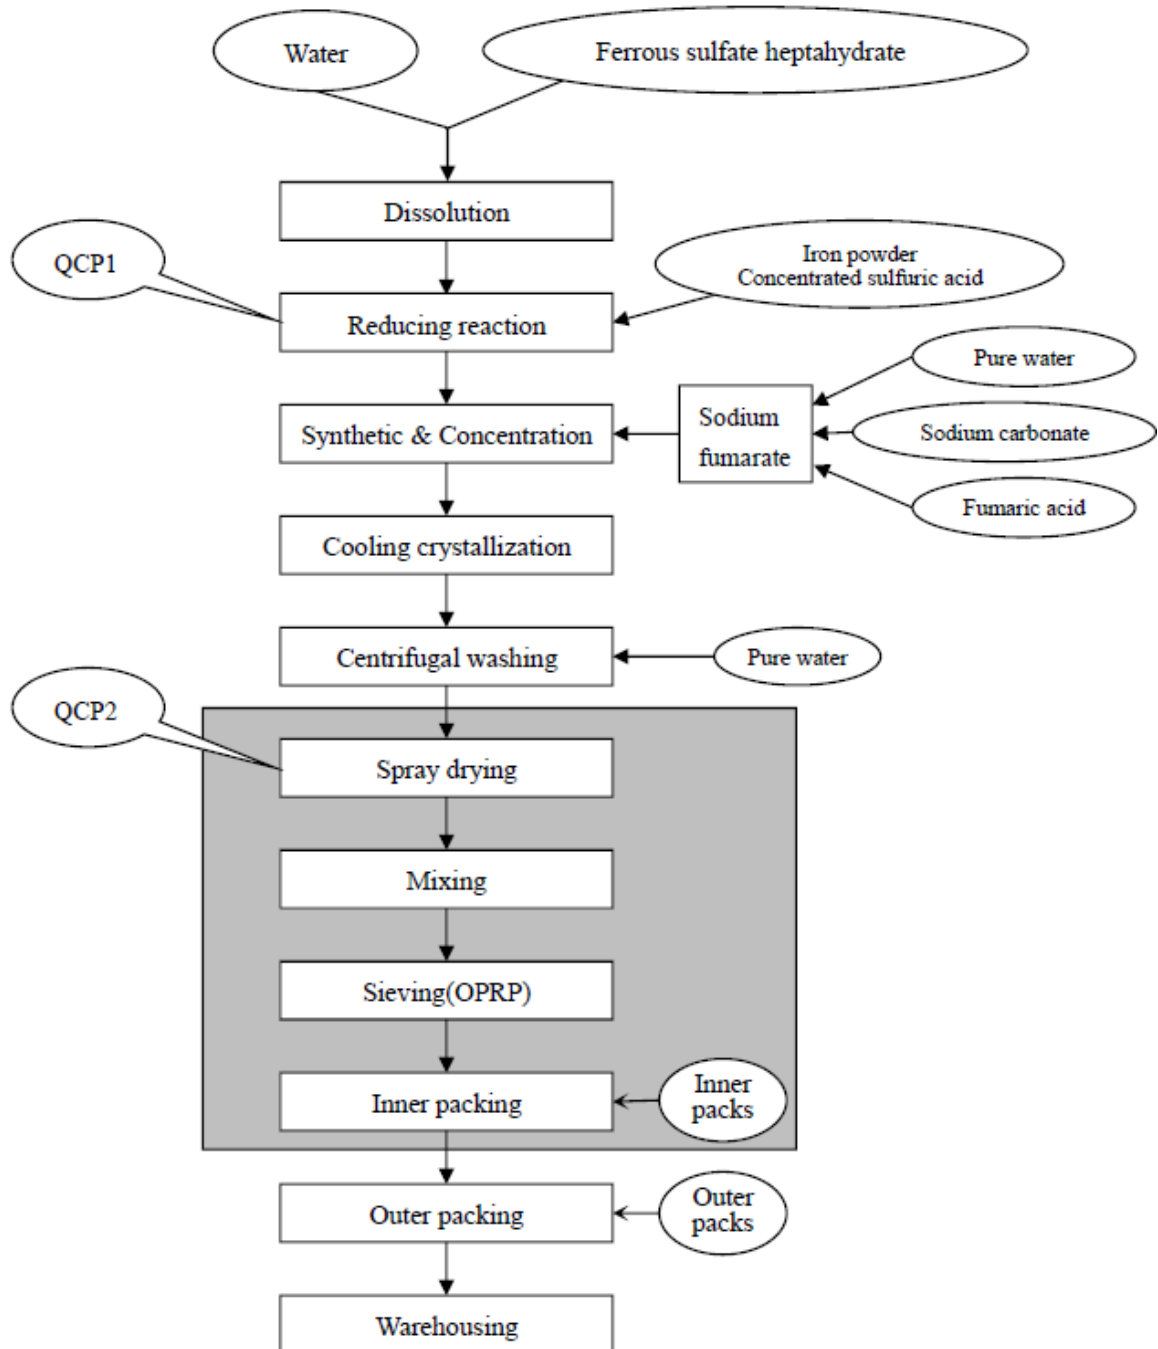 Water
Ferrous sulfate heptahydrate
Dissolution
QCP1
Iron powder
Concentrated sulfuric acid
Reducing reaction
Pure water
Synthetic & Concentration
Sodium
fumarate
Sodium carbonate
Fumaric acid
Cooling crystallization
Centrifugal washing
Pure water
QCP2
Spray drying
Mixing
Sieving(OPRP)
Inner packing
Inner
packs
Outer packing
Outer
packs
Warehousing